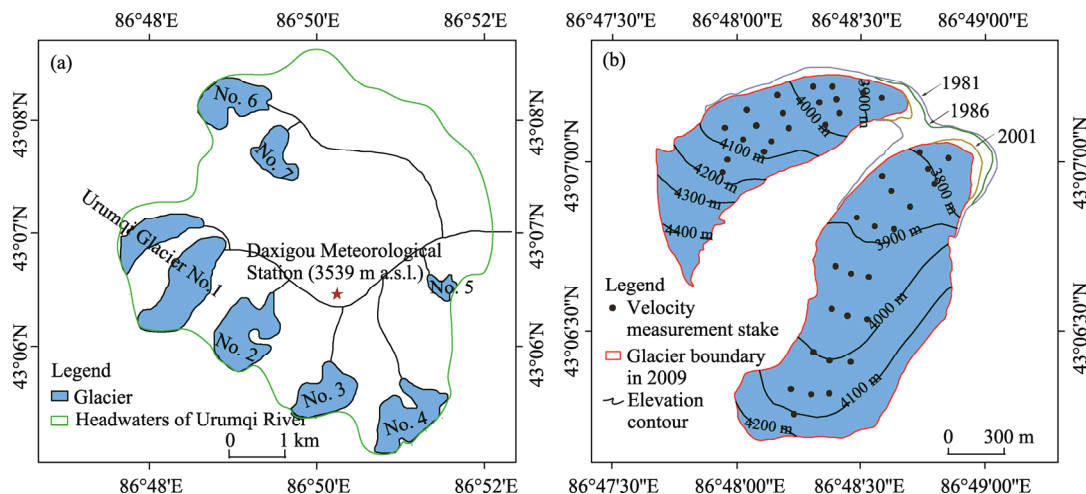 86°48'E 86°50'E 86°52'E
(a)
43°08'N
43°07'N
43°06'N
43°08'N
43°07'N
43°06'N
No. 6
No. 7
Urumqi Glacier No.1
Daxigou Meteorological
Station (3539 m a.s.l.)
No. 5
No. 2
No. 3
No. 4
Legend
Glacier
Headwaters of Urumqi River
0 1 km
86°48'E 86°50'E 86°52'E
86°47'30"E 86°48'00"E 86°48'30"E 86°49'00"E
(b)
43°07'00"N
43°06'30"N
43°07'00"N
43°06'30"N
1981
1986
2001
3900 m
4000 m
4100 m
4200 m
4300 m
4400 m
3800 m
3900 m
4000 m
4100 m
4200 m
Legend
Velocity
measurement stake
Glacier boundary
in 2009
Elevation
contour
0 300 m
86°47'30"E 86°48'00"E 86°48'30"E 86°49'00"E